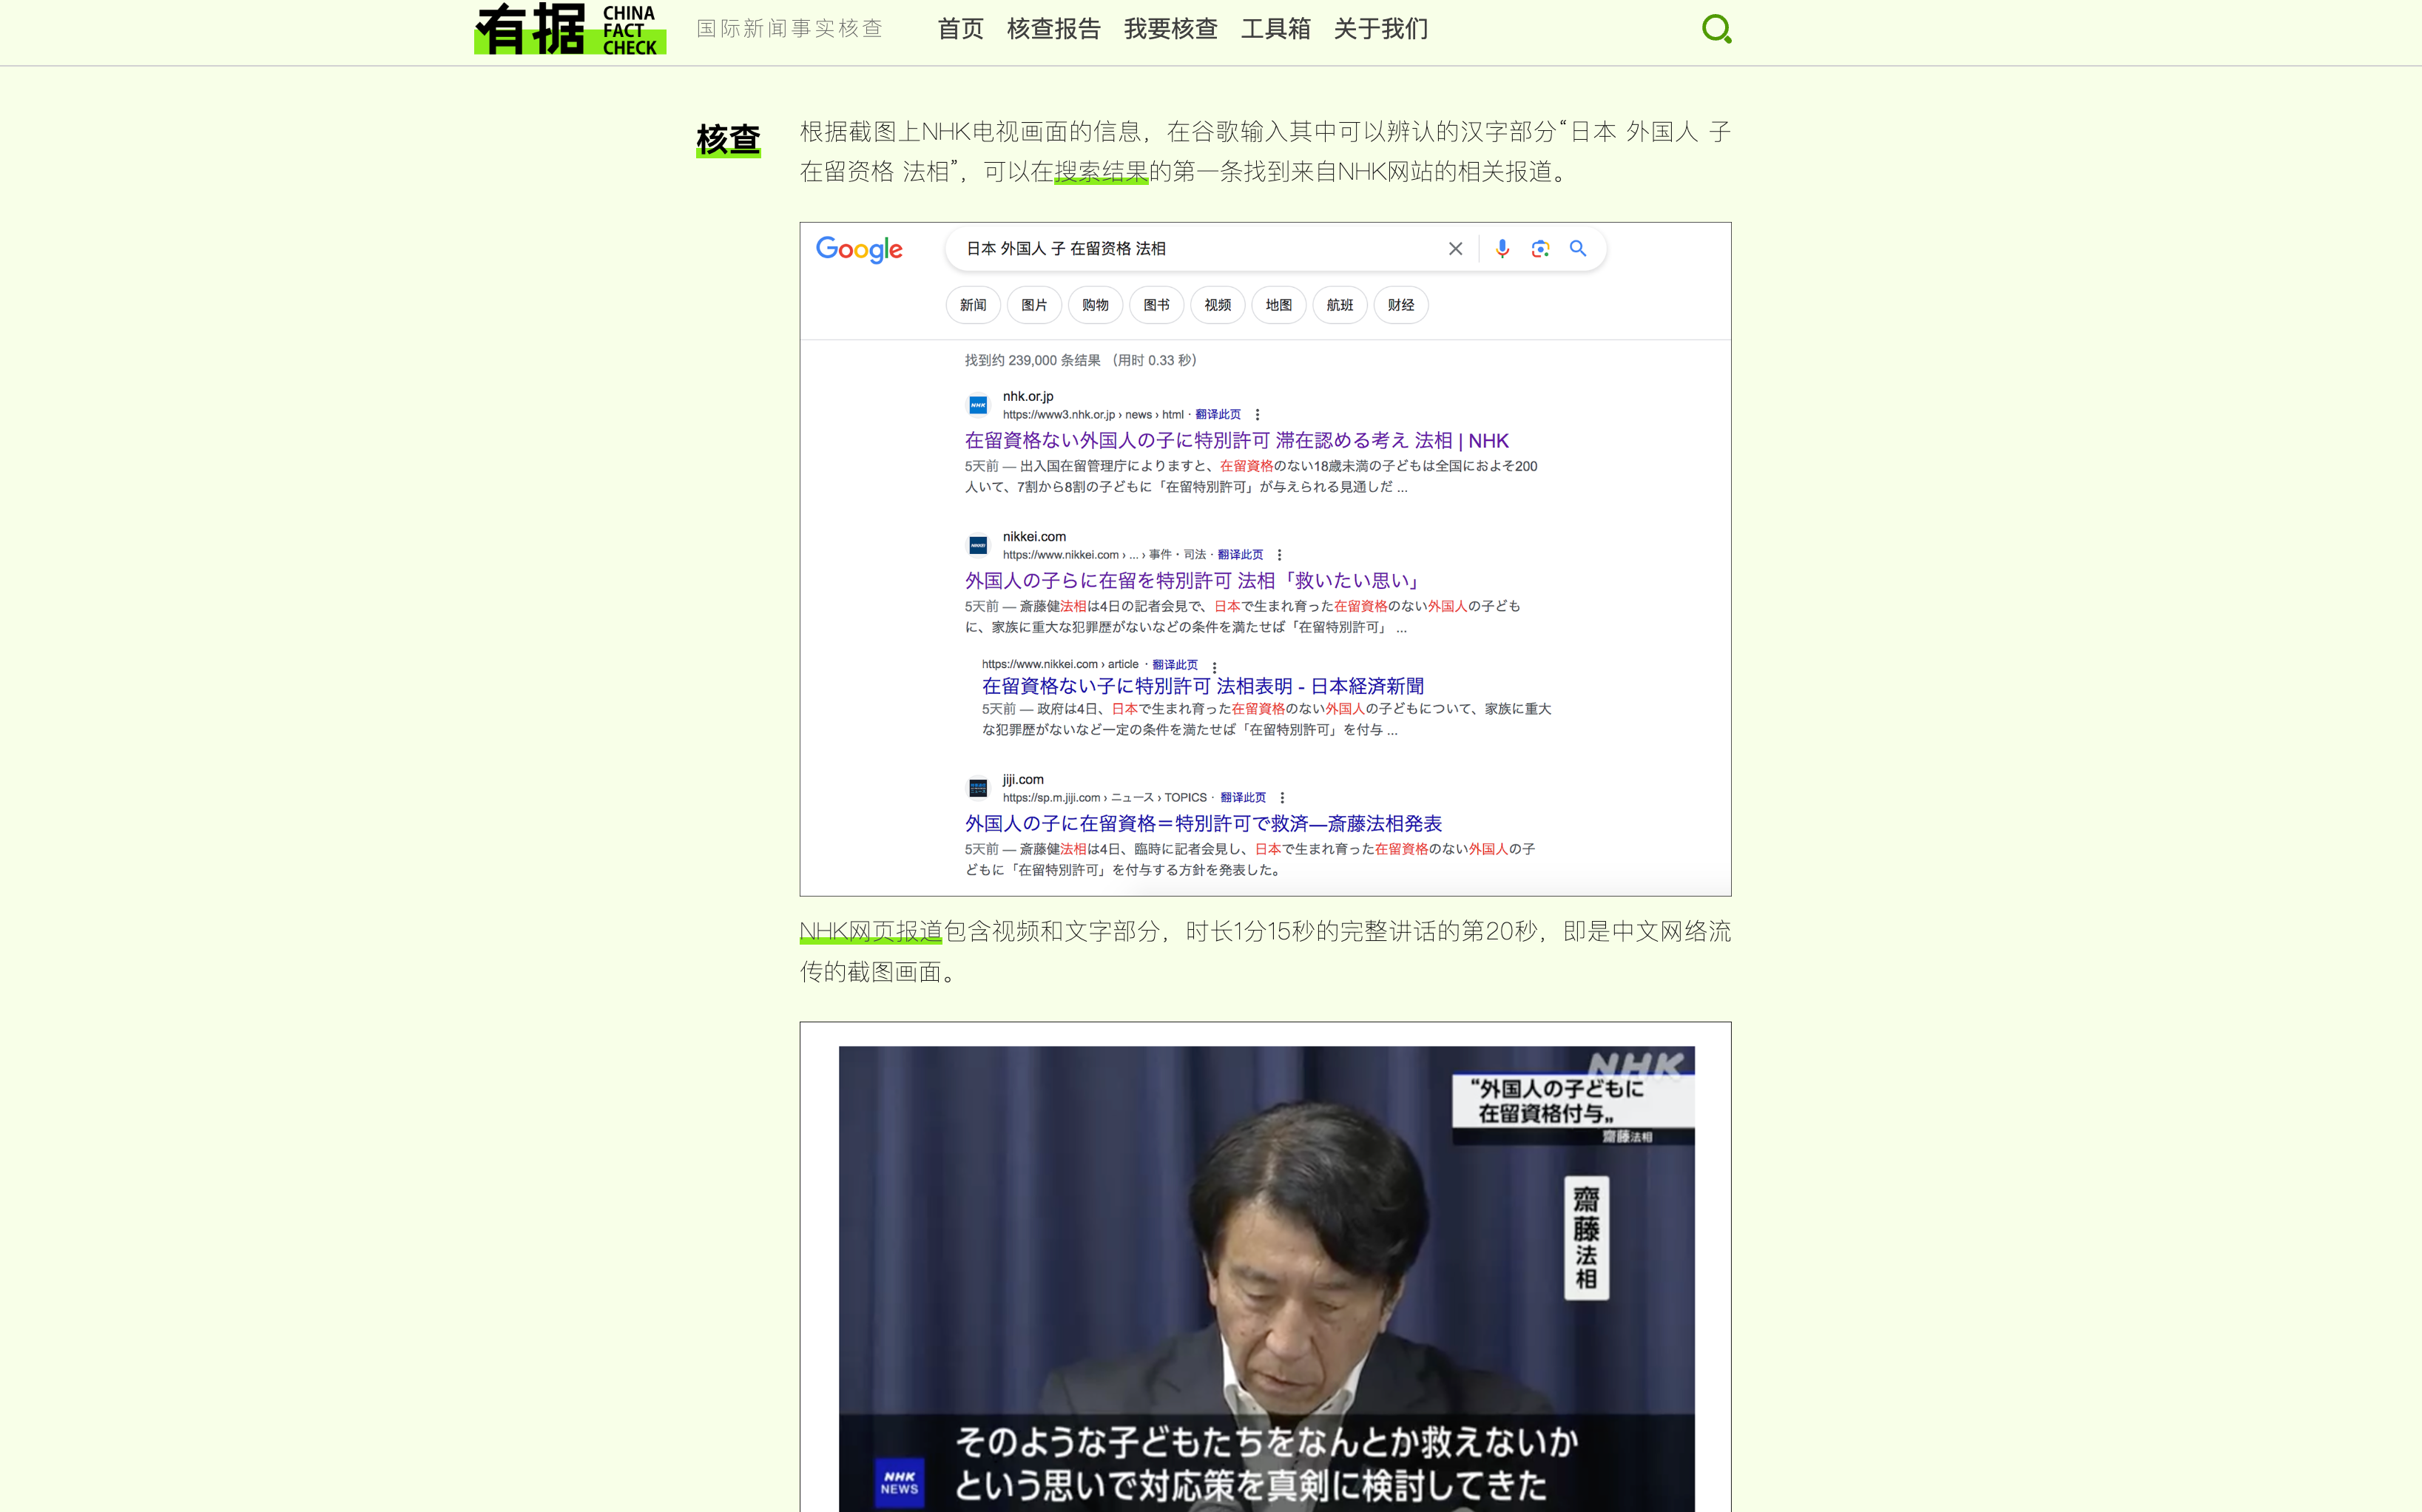 有据 CHINA FACT CHECK
国际新闻事实核查
首页 核查报告 我要核查 工具箱 关于我们
核查
根据截图上NHK电视画面的信息，在谷歌输入其中可以辨认的汉字部分“日本 外国人 子
在留资格 法相”，可以在搜索结果的第一条找到来自NHK网站的相关报道。
Google
日本 外国人 子 在留资格 法相
新闻 图片 购物 图书 视频 地图 航班 财经
找到约 239,000 条结果 （用时 0.33 秒）
NHK
nhk.or.jp
https://www3.nhk.or.jp › news › html · 翻译此页
在留資格ない外国人の子に特別許可 滞在認める考え 法相 | NHK
5天前 — 出入国在留管理庁によりますと、在留資格のない18歳未満の子どもは全国におよそ200
人いて、7割から8割の子どもに「在留特別許可」が与えられる見通しだ ...
NIKKEI
nikkei.com
https://www.nikkei.com › ... › 事件・司法 · 翻译此页
外国人の子らに在留を特別許可 法相「救いたい思い」
5天前 — 斎藤健法相は4日の記者会見で、日本で生まれ育った在留資格のない外国人の子ども
に、家族に重大な犯罪歴がないなどの条件を満たせば「在留特別許可」 ...
https://www.nikkei.com › article · 翻译此页
在留資格ない子に特別許可 法相表明 - 日本経済新聞
5天前 — 政府は4日、日本で生まれ育った在留資格のない外国人の子どもについて、家族に重大
な犯罪歴がないなど一定の条件を満たせば「在留特別許可」を付与 ...
jiji.com
https://sp.m.jiji.com › ニュース › TOPICS · 翻译此页
外国人の子に在留資格＝特別許可で救済―斎藤法相発表
5天前 — 斎藤健法相は4日、臨時に記者会見し、日本で生まれ育った在留資格のない外国人の子
どもに「在留特別許可」を付与する方針を発表した。
NHK网页报道包含视频和文字部分，时长1分15秒的完整讲话的第20秒，即是中文网络流
传的截图画面。
NHK
“外国人の子どもに
在留資格付与„
齋藤法相
齋藤法相
そのような子どもたちをなんとか救えないか
という思いで対応策を真剣に検討してきた
NHK
NEWS